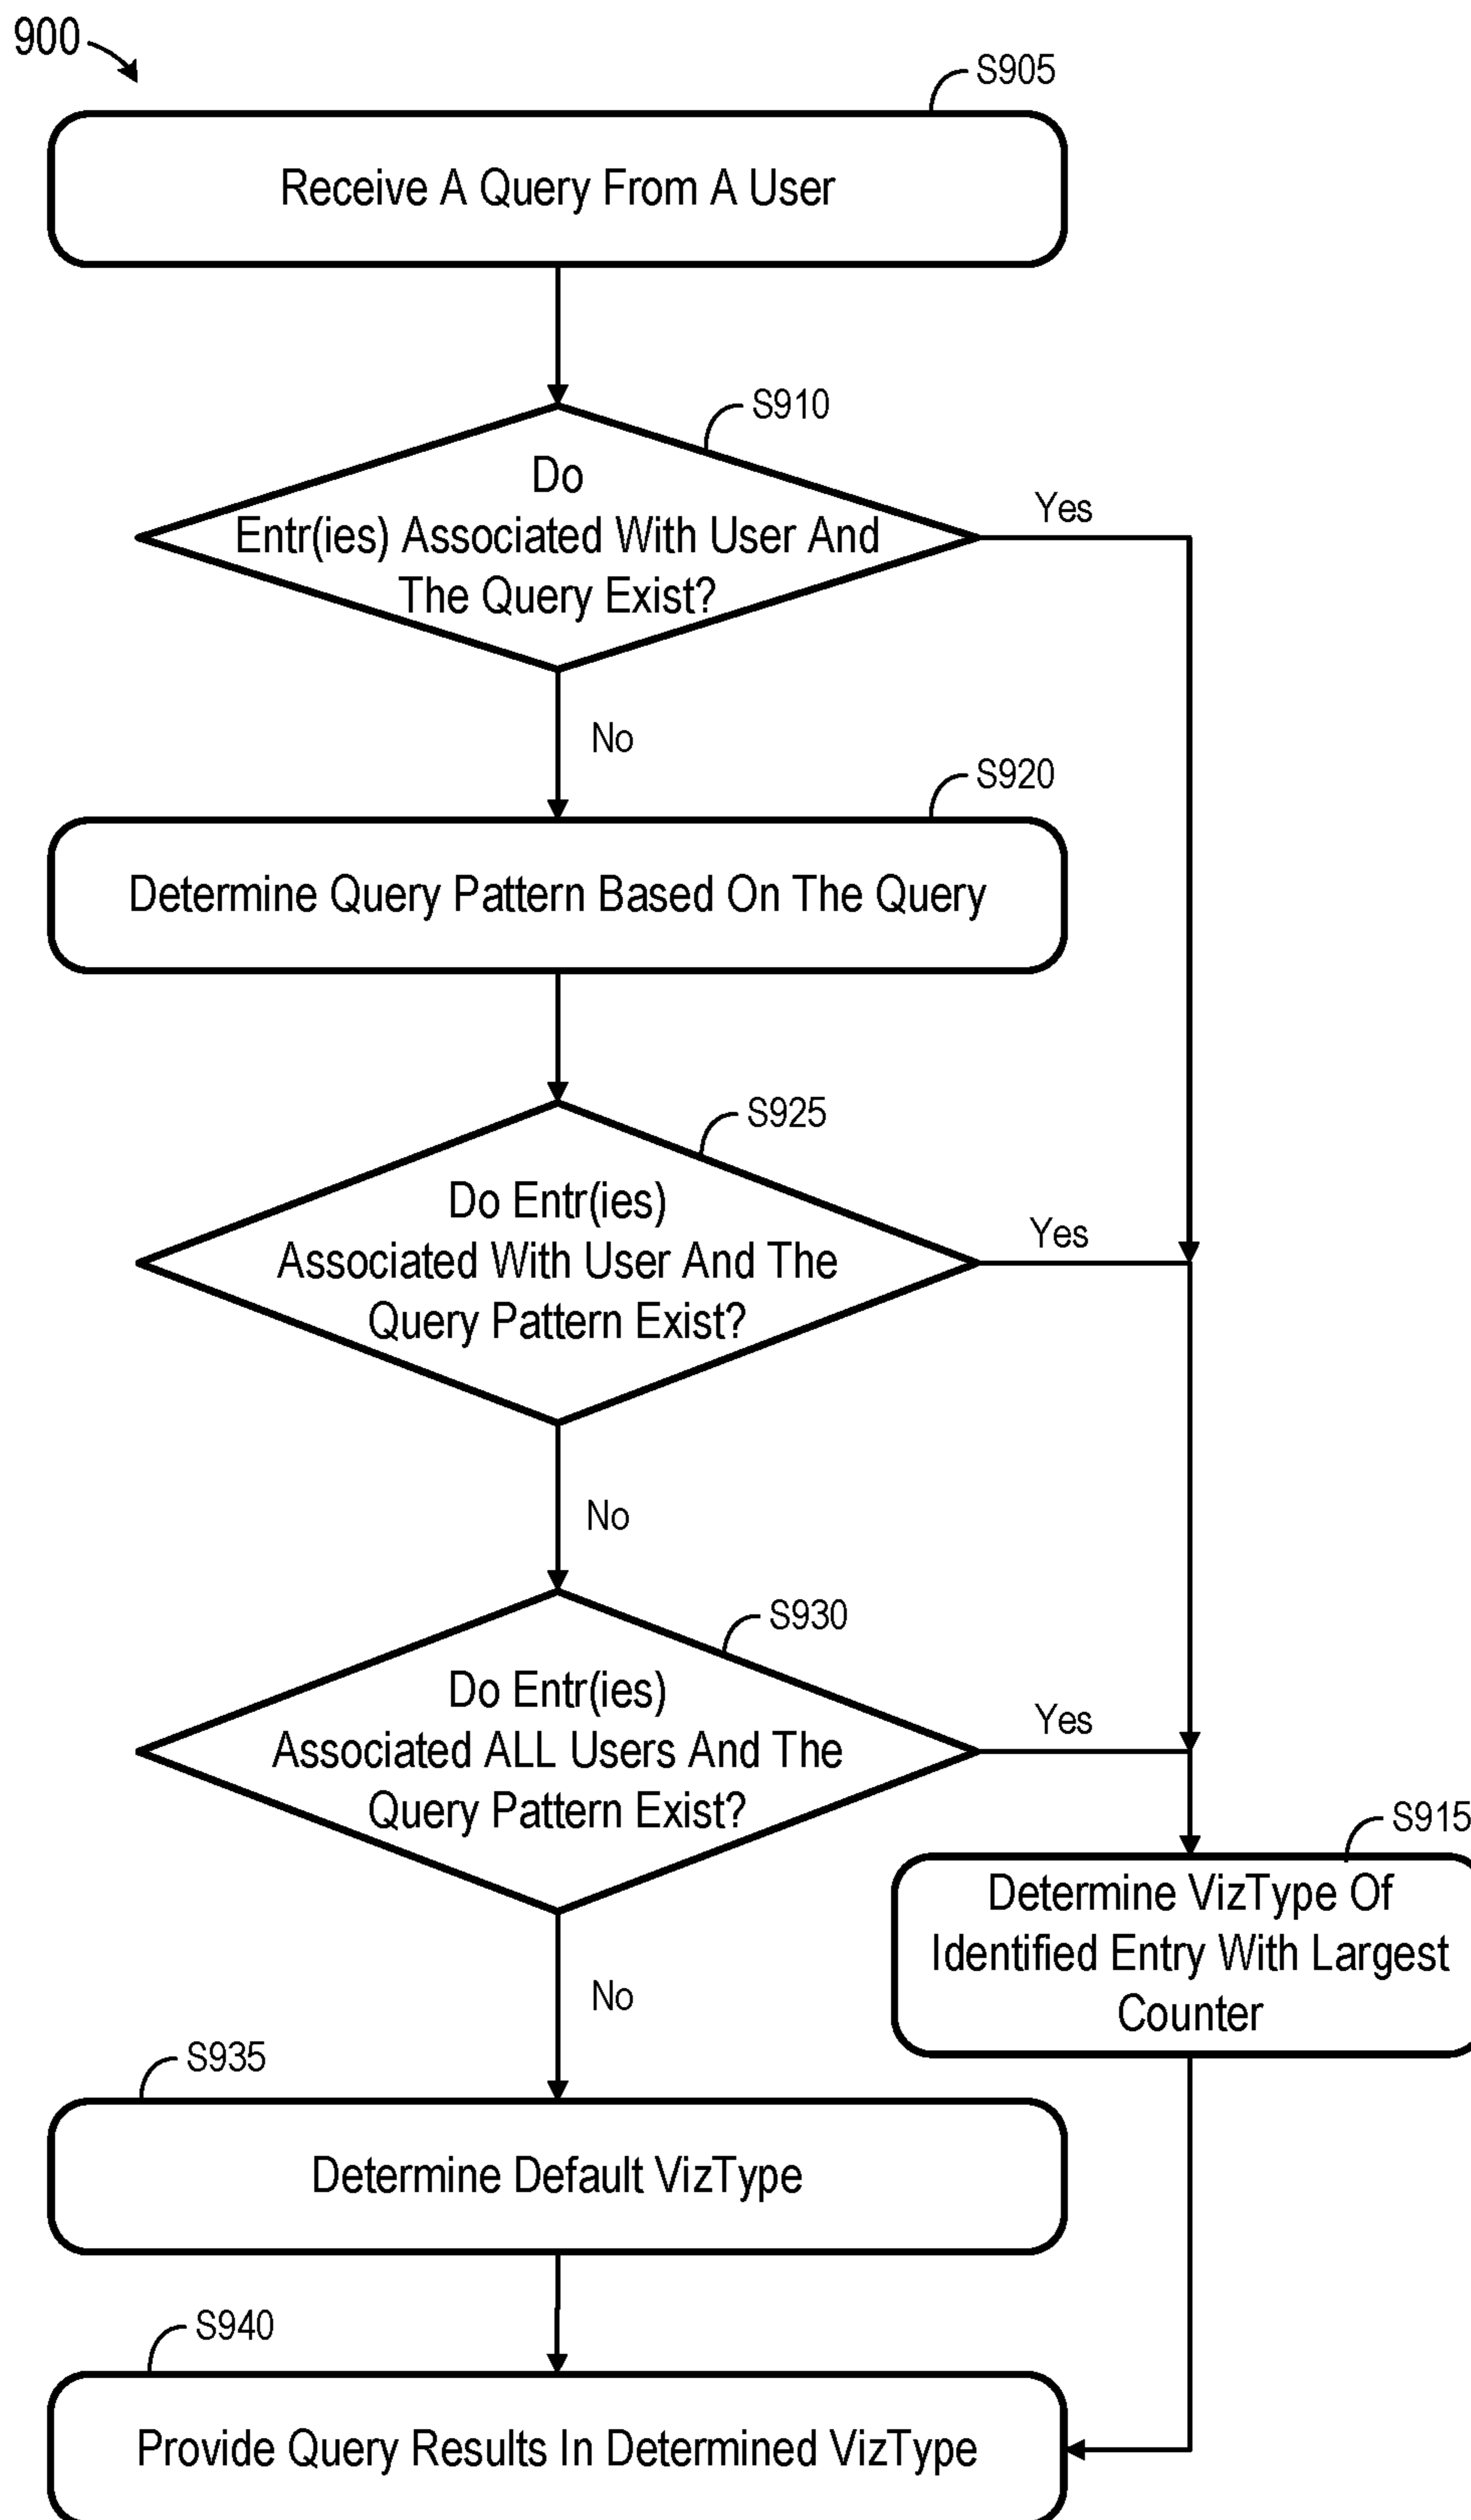 900
S905
Receive A Query From A User
S910
Do
Entr(ies) Associated With User And
The Query Exist?
Yes
No
S920
Determine Query Pattern Based On The Query
S925
Do Entr(ies)
Associated With User And The
Query Pattern Exist?
Yes
No
S930
Do Entr(ies)
Associated ALL Users And The
Query Pattern Exist?
Yes
S915
Determine VizType Of
Identified Entry With Largest
Counter
No
S935
Determine Default VizType
S940
Provide Query Results In Determined VizType